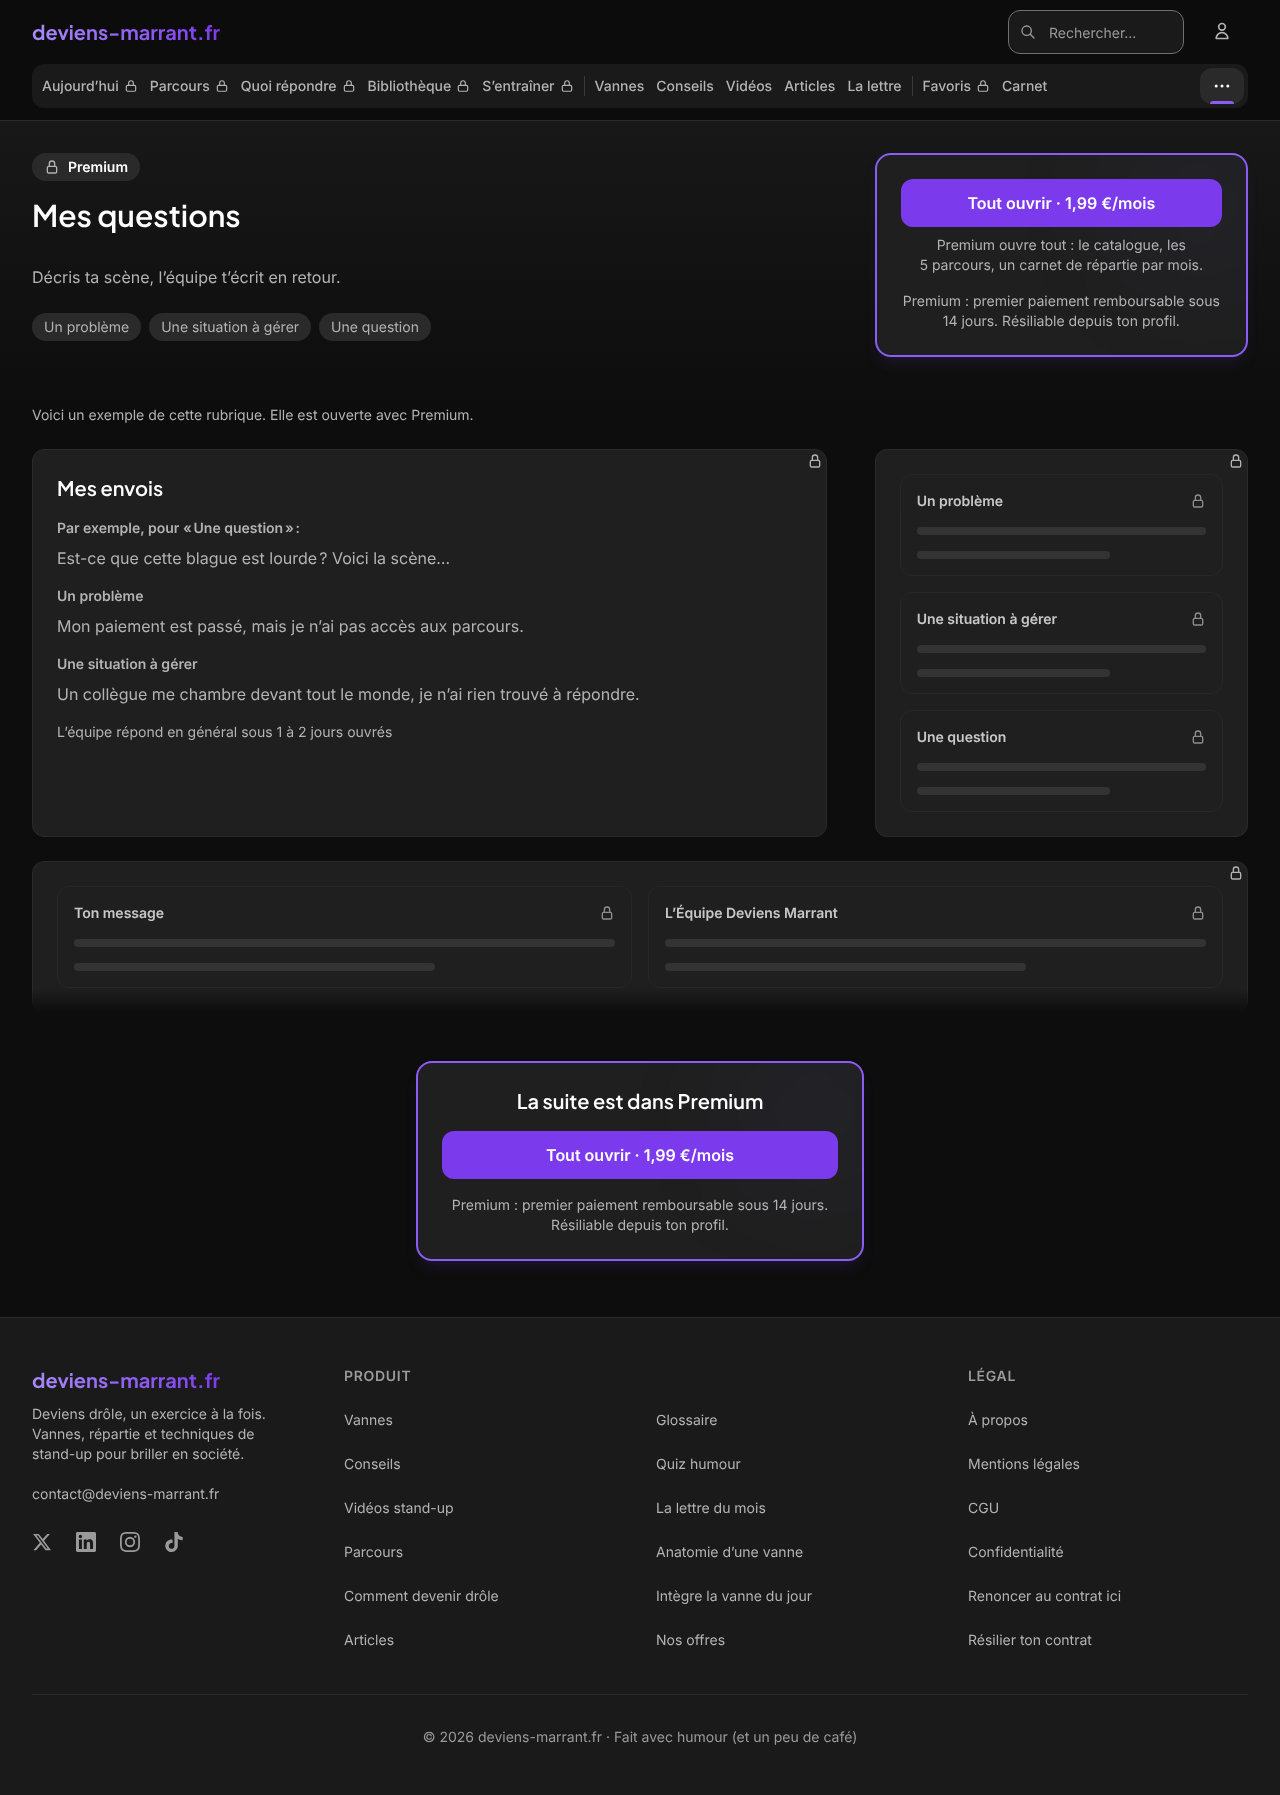 deviens-marrant.fr
Rechercher...
Aujourd’hui
Parcours
Quoi répondre
Bibliothèque
S’entraîner
Vannes
Conseils
Vidéos
Articles
La lettre
Favoris
Carnet
Premium
Mes questions
Décris ta scène, l’équipe t’écrit en retour.
Un problème
Une situation à gérer
Une question
Tout ouvrir · 1,99 €/mois
Premium ouvre tout : le catalogue, les
5 parcours, un carnet de répartie par mois.
Premium : premier paiement remboursable sous
14 jours. Résiliable depuis ton profil.
Voici un exemple de cette rubrique. Elle est ouverte avec Premium.
Mes envois
Par exemple, pour « Une question » :
Est-ce que cette blague est lourde ? Voici la scène…
Un problème
Mon paiement est passé, mais je n’ai pas accès aux parcours.
Une situation à gérer
Un collègue me chambre devant tout le monde, je n’ai rien trouvé à répondre.
L’équipe répond en général sous 1 à 2 jours ouvrés
Un problème
Une situation à gérer
Une question
Ton message
L’Équipe Deviens Marrant
La suite est dans Premium
Tout ouvrir · 1,99 €/mois
Premium : premier paiement remboursable sous 14 jours.
Résiliable depuis ton profil.
deviens-marrant.fr
Deviens drôle, un exercice à la fois.
Vannes, répartie et techniques de
stand-up pour briller en société.
contact@deviens-marrant.fr
PRODUIT
Vannes
Conseils
Vidéos stand-up
Parcours
Comment devenir drôle
Articles
Glossaire
Quiz humour
La lettre du mois
Anatomie d’une vanne
Intègre la vanne du jour
Nos offres
LÉGAL
À propos
Mentions légales
CGU
Confidentialité
Renoncer au contrat ici
Résilier ton contrat
© 2026 deviens-marrant.fr · Fait avec humour (et un peu de café)